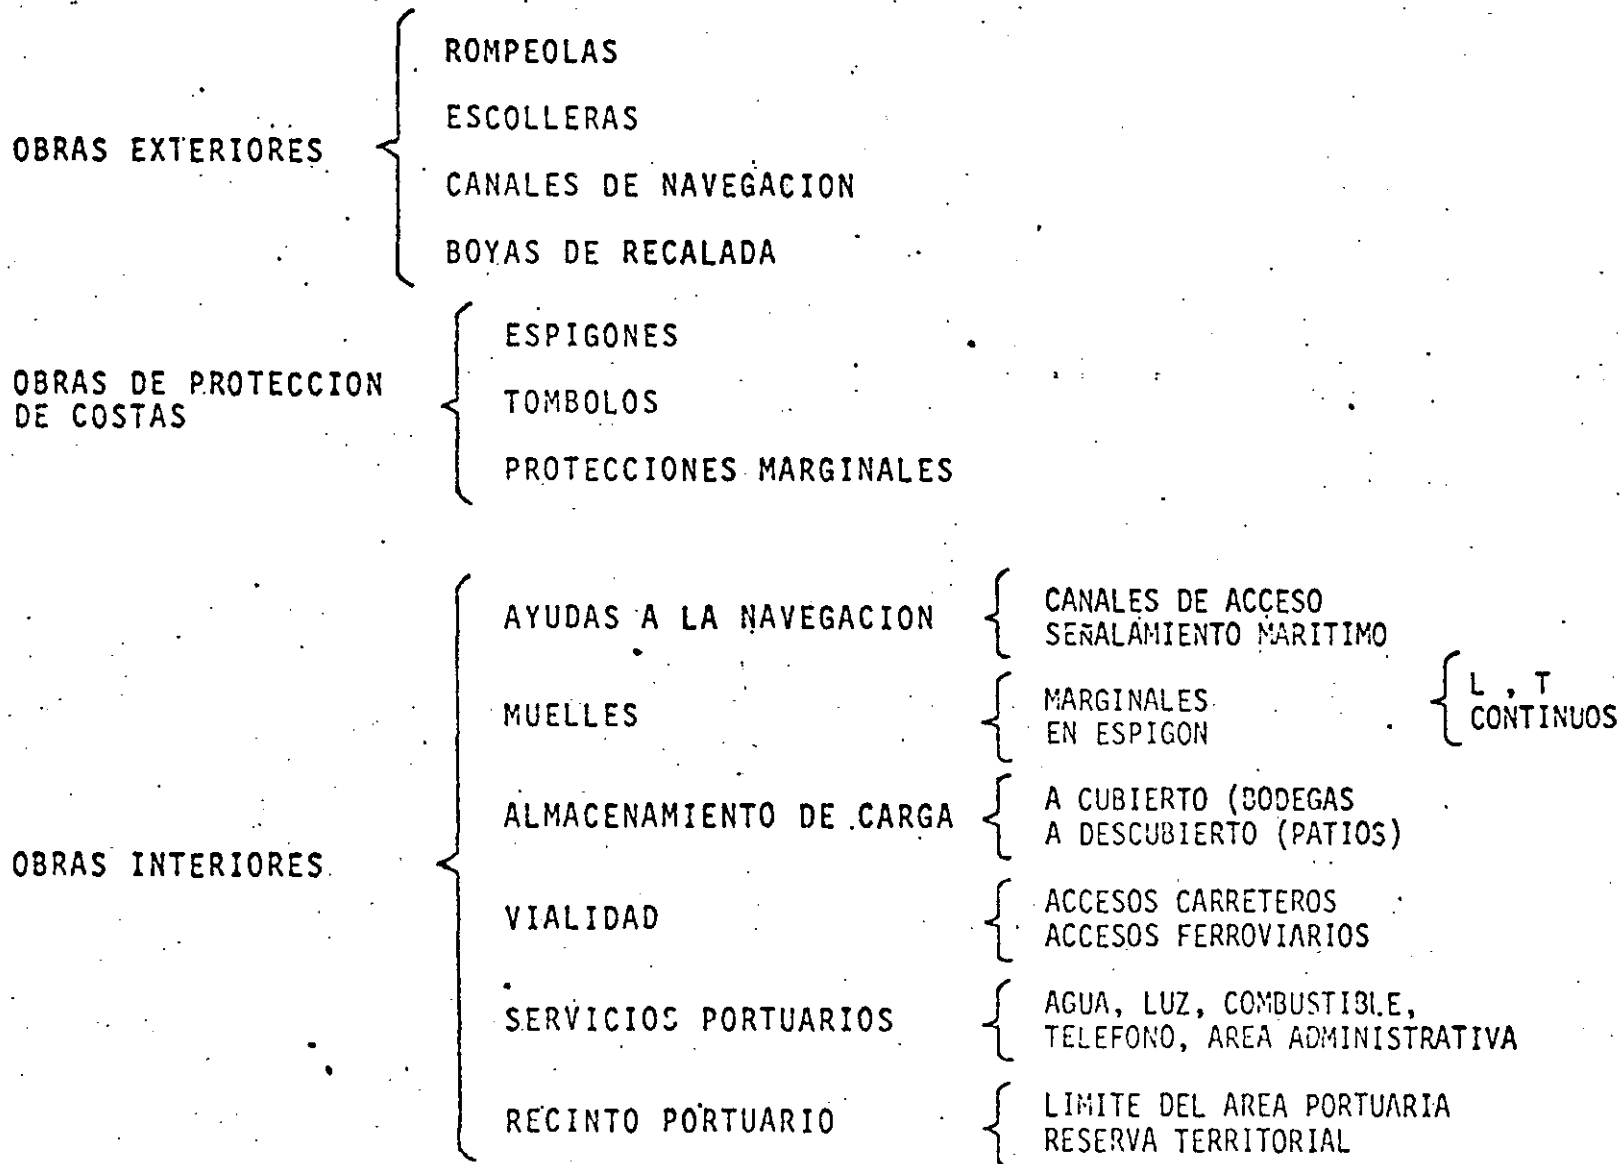 ROMPEOLAS
ESCOLLERAS
OBRAS EXTERIORES
CANALES DE NAVEGACION
BOYAS DE RECALADA
ESPIGONES
OBRAS DE PROTECCION
DE COSTAS
TOMBOLOS
PROTECCIONES MARGINALES
OBRAS INTERIORES
AYUDAS A LA NAVEGACION
CANALES DE ACCESO
SEÑALAMIENTO MARITIMO
MUELLES
MARGINALES
EN ESPIGON
L , T
CONTINUOS
ALMACENAMIENTO DE CARGA
A CUBIERTO (BODEGAS
A DESCUBIERTO (PATIOS)
VIALIDAD
ACCESOS CARRETEROS
ACCESOS FERROVIARIOS
SERVICIOS PORTUARIOS
AGUA, LUZ, COMBUSTIBLE,
TELEFONO, AREA ADMINISTRATIVA
RECINTO PORTUARIO
LIMITE DEL AREA PORTUARIA
RESERVA TERRITORIAL